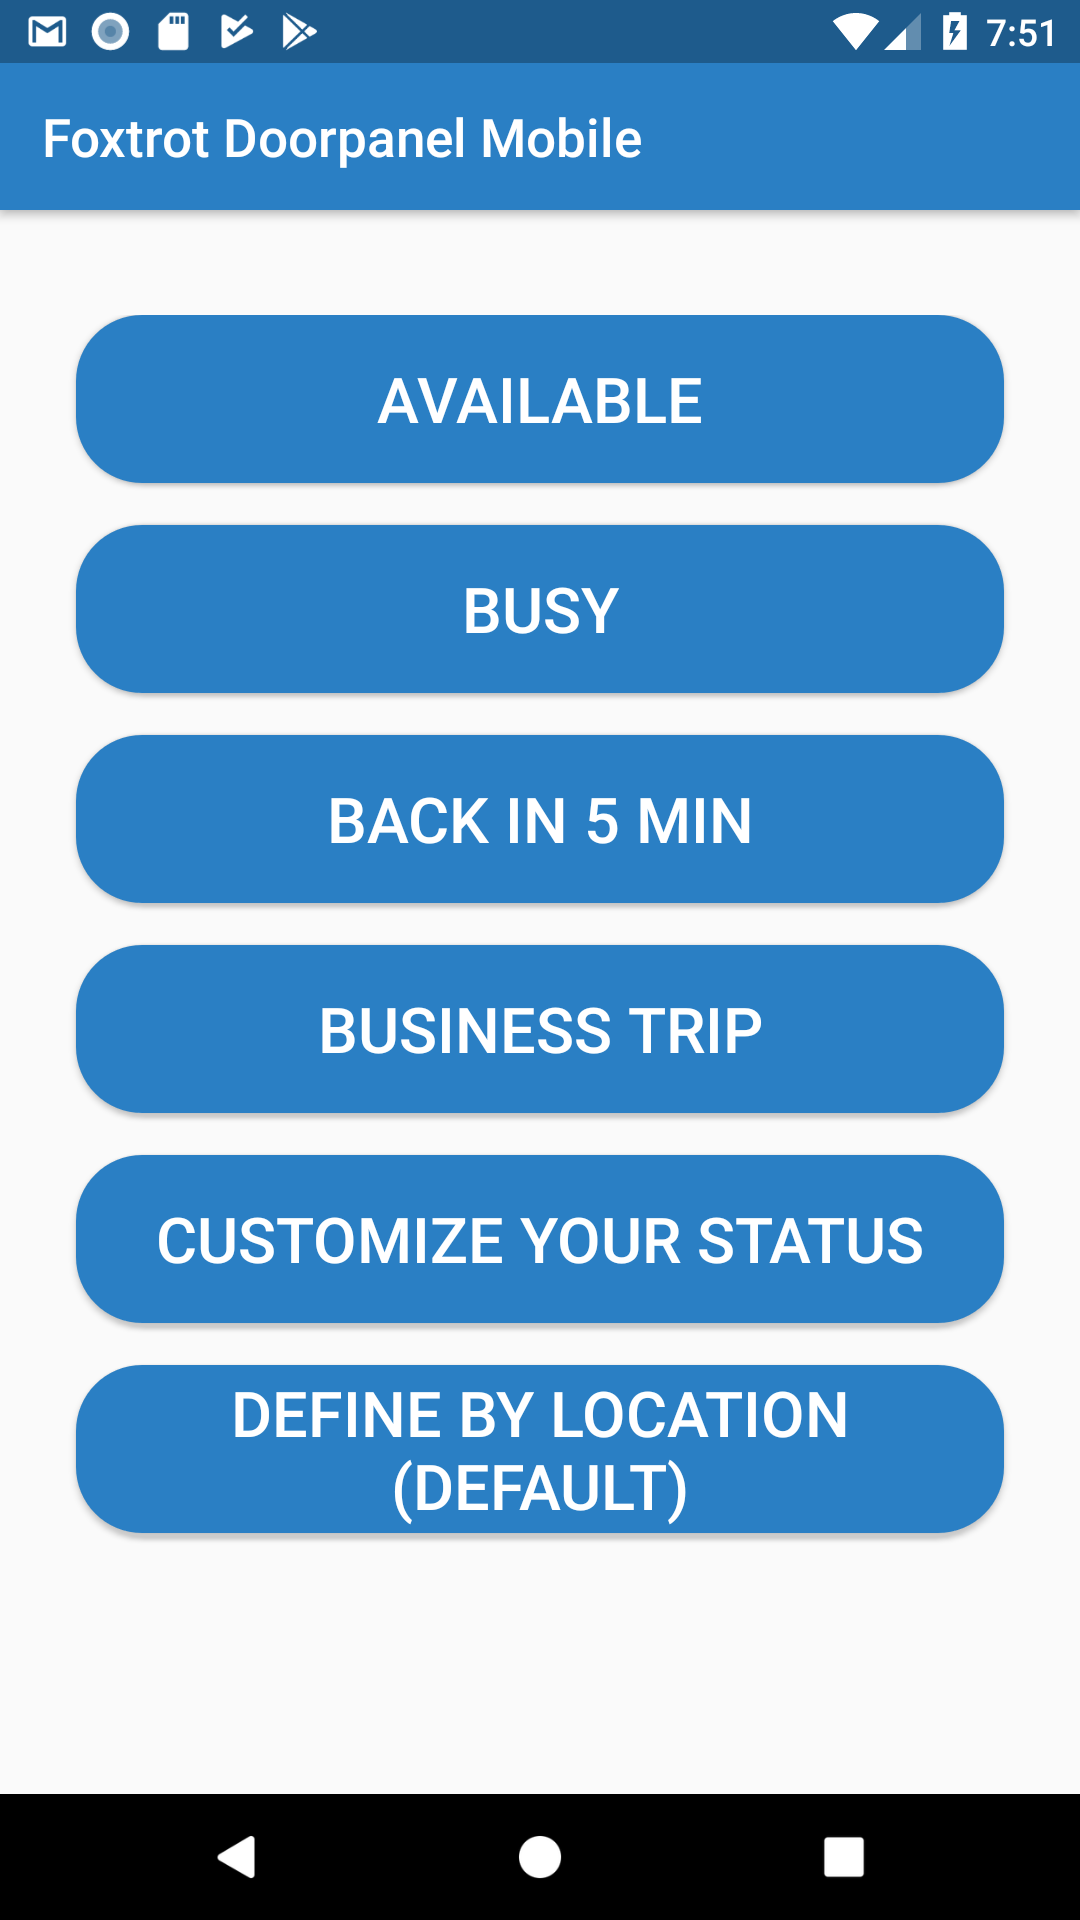 7:51
Foxtrot Doorpanel Mobile
AVAILABLE
BUSY
BACK IN 5 MIN
BUSINESS TRIP
CUSTOMIZE YOUR STATUS
DEFINE BY LOCATION
(DEFAULT)